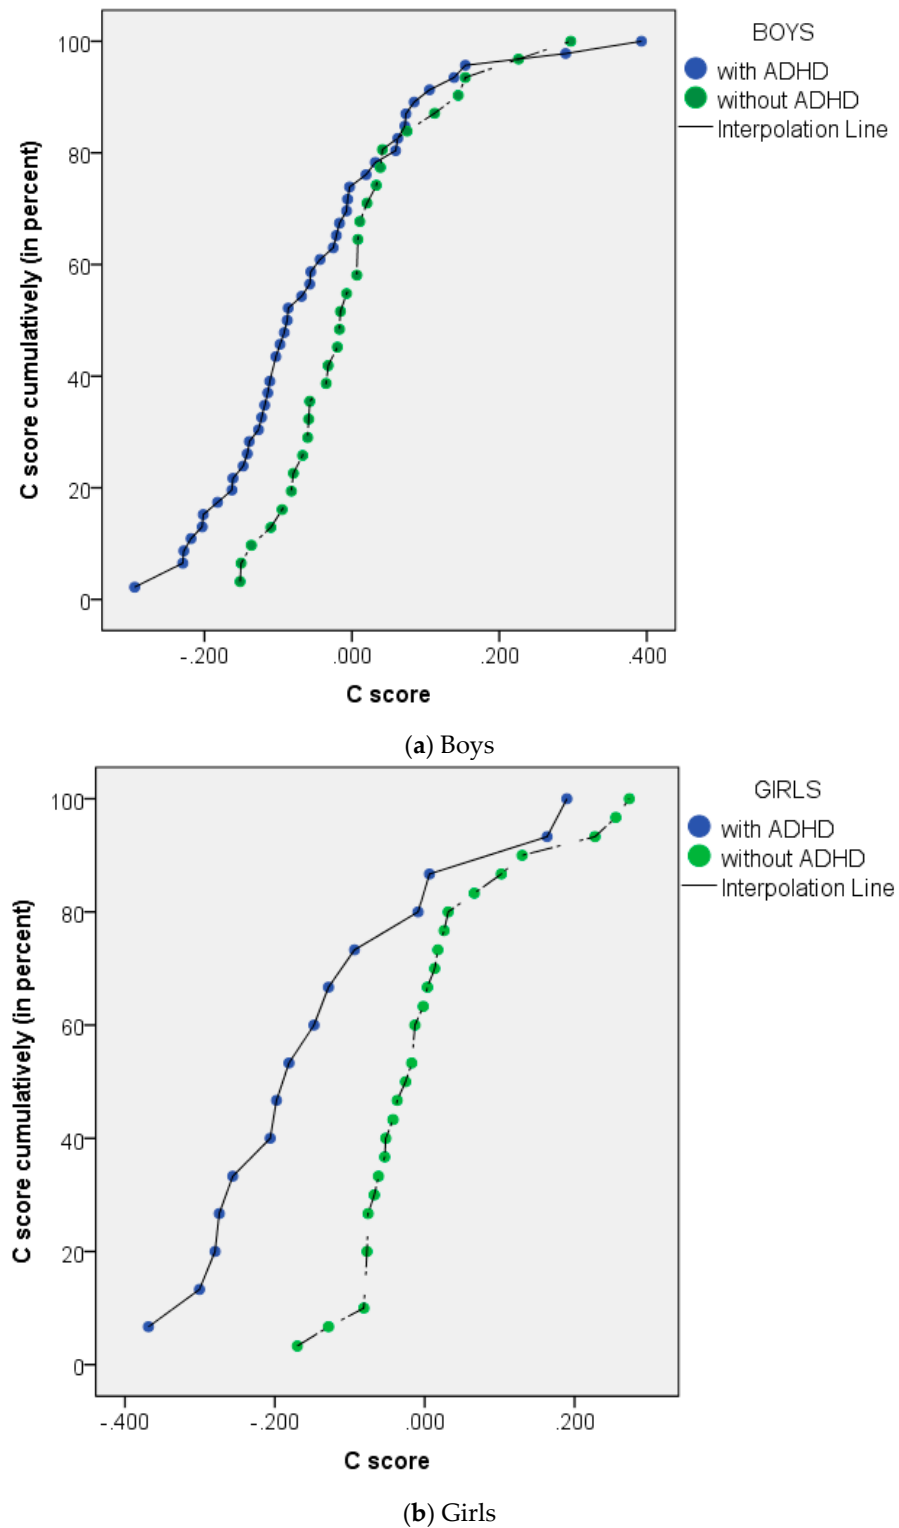 BOYS
with ADHD
without ADHD
Interpolation Line
C score cumulatively (in percent)
100
80
60
40
20
0
-.200 .000 .200 .400
C score
(a) Boys
GIRLS
with ADHD
without ADHD
Interpolation Line
C score cumulatively (in percent)
100
80
60
40
20
0
-.400 -.200 .000 .200
C score
(b) Girls